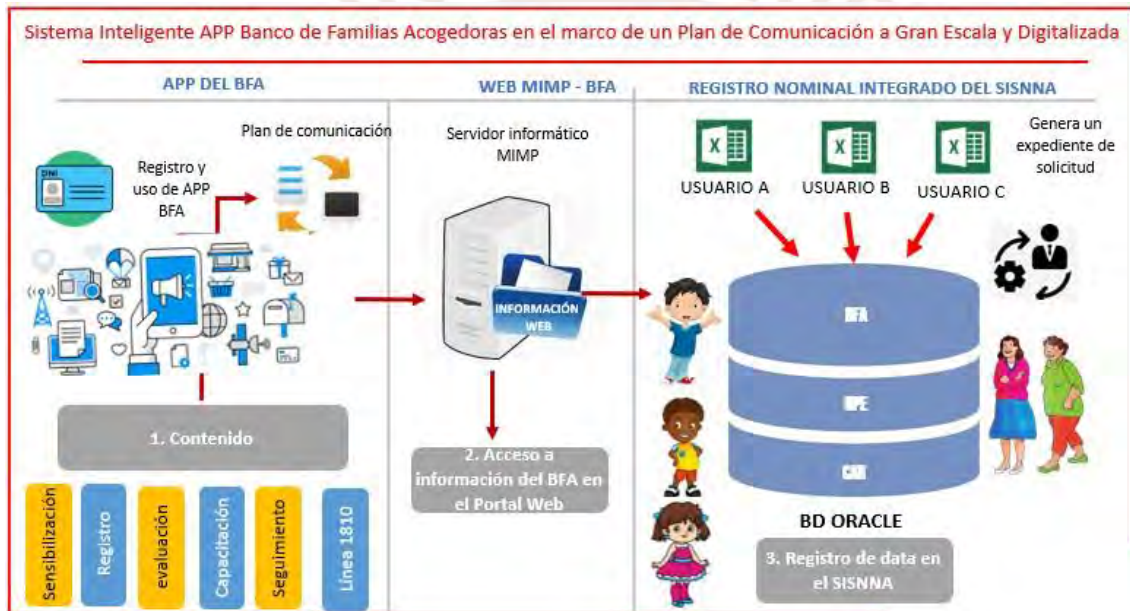 Sistema Inteligente APP Banco de Familias Acogedoras en el marco de un Plan de Comunicación a Gran Escala y Digitalizada
APP DEL BFA
WEB MIMP - BFA
REGISTRO NOMINAL INTEGRADO DEL SISNNA
DNI
Registro y
uso de APP
BFA
Plan de comunicación
1. Contenido
Sensibilización
Registro
evaluación
Capacitación
Seguimiento
Línea 1810
Servidor informático
MIMP
INFORMACIÓN
WEB
2. Acceso a
información del BFA en
el Portal Web
X
X
X
USUARIO A
USUARIO B
USUARIO C
Genera un
expediente de
solicitud
BFA
BD ORACLE
3. Registro de data en
el SISNNA